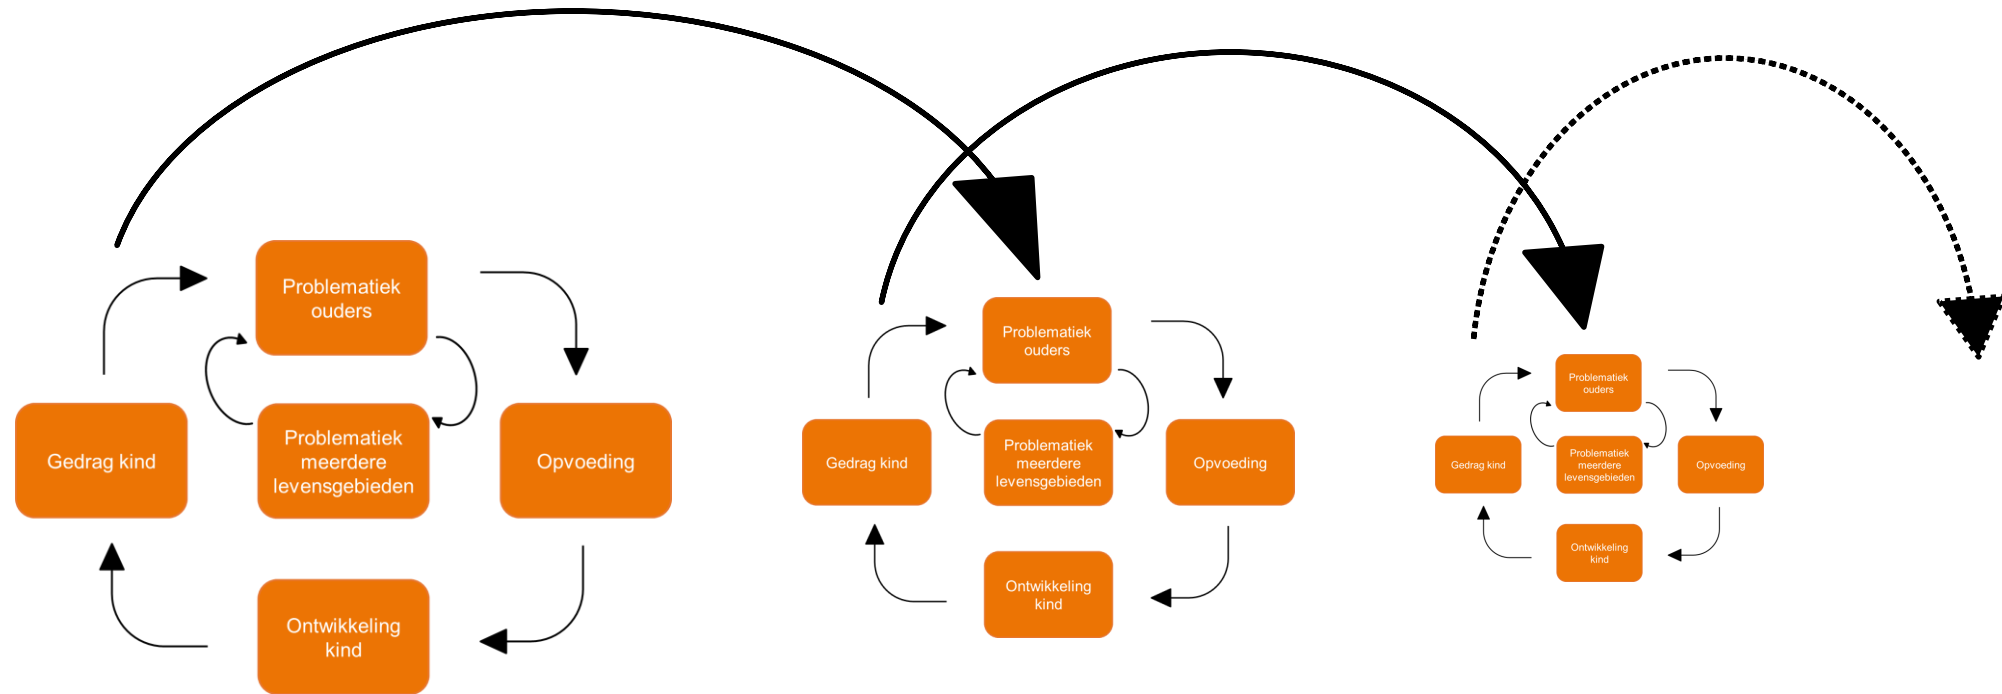 Problematiek
ouders
Gedrag kind
Problematiek
meerdere
levensgebieden
Opvoeding
Ontwikkeling
kind
Problematiek
ouders
Gedrag kind
Problematiek
meerdere
levensgebieden
Opvoeding
Ontwikkeling
kind
Problematiek
ouders
Gedrag kind
Problematiek
meerdere
levensgebieden
Opvoeding
Ontwikkeling
kind